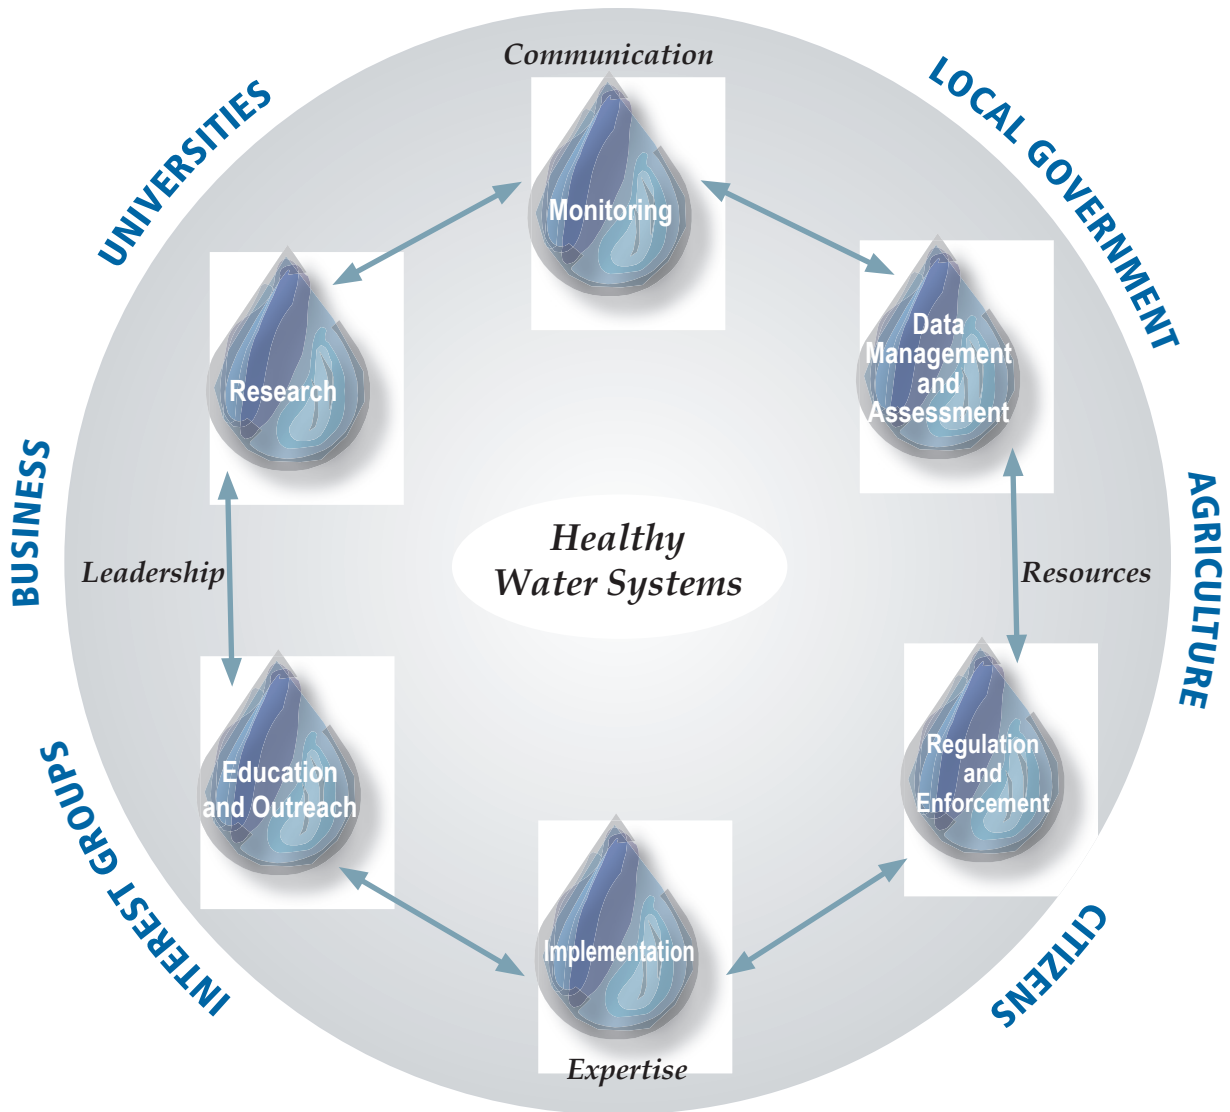 Communication
UNIVERSITIES
LOCAL GOVERNMENT
Monitoring
Research
Data
Management
and
Assessment
BUSINESS
AGRICULTURE
Healthy
Water Systems
Leadership
Resources
Education
and Outreach
Regulation
and
Enforcement
INTEREST GROUPS
CITIZENS
Implementation
Expertise